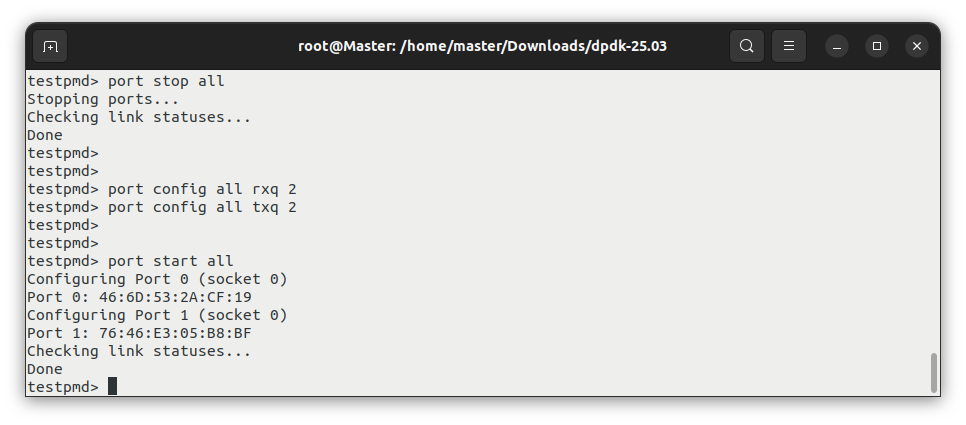 root@Master: /home/master/Downloads/dpdk-25.03
testpmd> port stop all
Stopping ports...
Checking link statuses...
Done
testpmd>
testpmd>
testpmd> port config all rxq 2
testpmd> port config all txq 2
testpmd>
testpmd>
testpmd> port start all
Configuring Port 0 (socket 0)
Port 0: 46:6D:53:2A:CF:19
Configuring Port 1 (socket 0)
Port 1: 76:46:E3:05:B8:BF
Checking link statuses...
Done
testpmd>